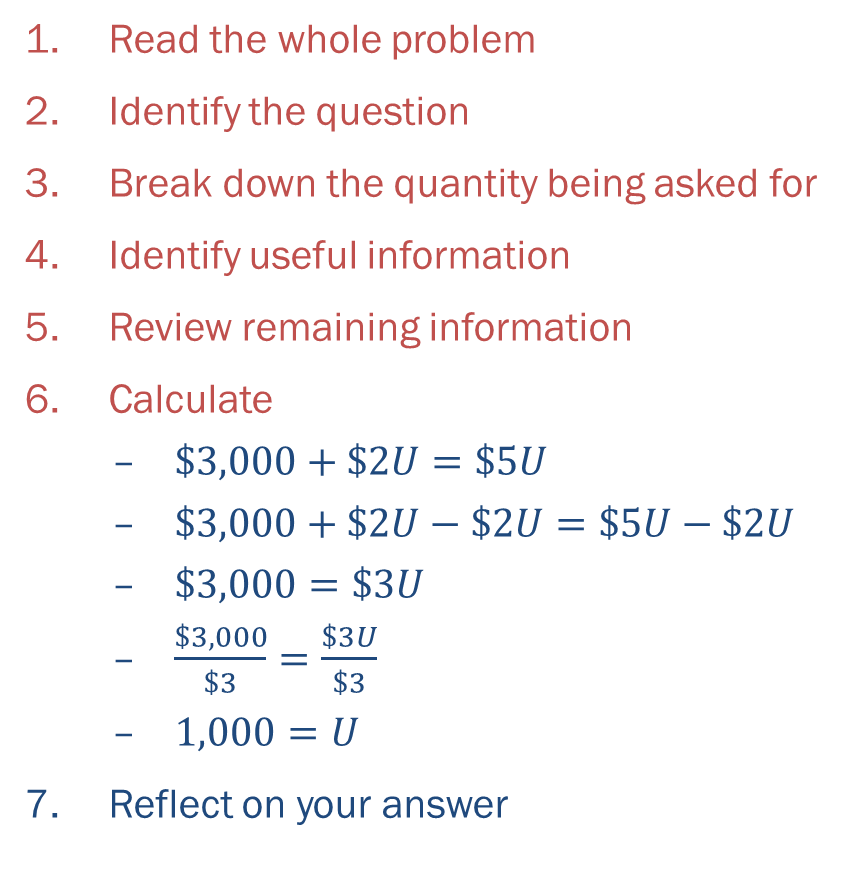 1. Read the whole problem
2. Identify the question
3. Break down the quantity being asked for
4. Identify useful information
5. Review remaining information
6. Calculate
– $3,000 + $2U = $5U
– $3,000 + $2U − $2U = $5U − $2U
– $3,000 = $3U
– $3,000/$3 = $3U/$3
– 1,000 = U
7. Reflect on your answer